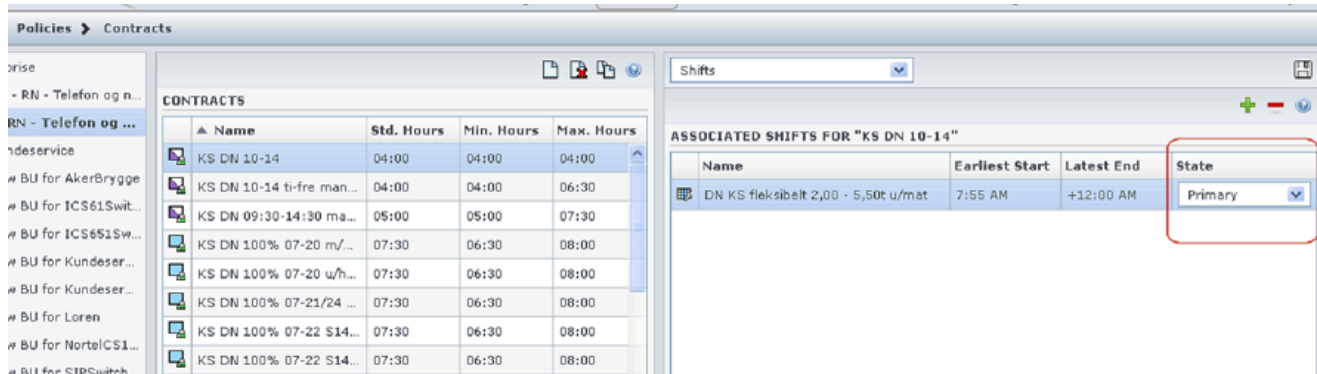 Policies > Contracts
prise
- RN - Telefon og n...
RN - Telefon og ...
ndeservice
w BU for AkerBrygge
w BU for ICS61Swit...
w BU for ICS651Sw...
w BU for Kundeser...
w BU for Kundeser...
w BU for Loren
w BU for NortelCS1...
w BU for SIPSwitch
CONTRACTS
Name Std. Hours Min. Hours Max. Hours
KS DN 10-14 04:00 04:00 04:00
KS DN 10-14 ti-fre man... 04:00 04:00 06:30
KS DN 09:30-14:30 ma... 05:00 05:00 07:30
KS DN 100% 07-20 m/... 07:30 06:30 08:00
KS DN 100% 07-20 u/h... 07:30 06:30 08:00
KS DN 100% 07-21/24 ... 07:30 06:30 08:00
KS DN 100% 07-22 S14... 07:30 06:30 08:00
KS DN 100% 07-22 S14... 07:30 06:30 08:00
Shifts
ASSOCIATED SHIFTS FOR "KS DN 10-14"
Name Earliest Start Latest End State
DN KS fleksibelt 2,00 - 5,50t u/mat 7:55 AM +12:00 AM Primary